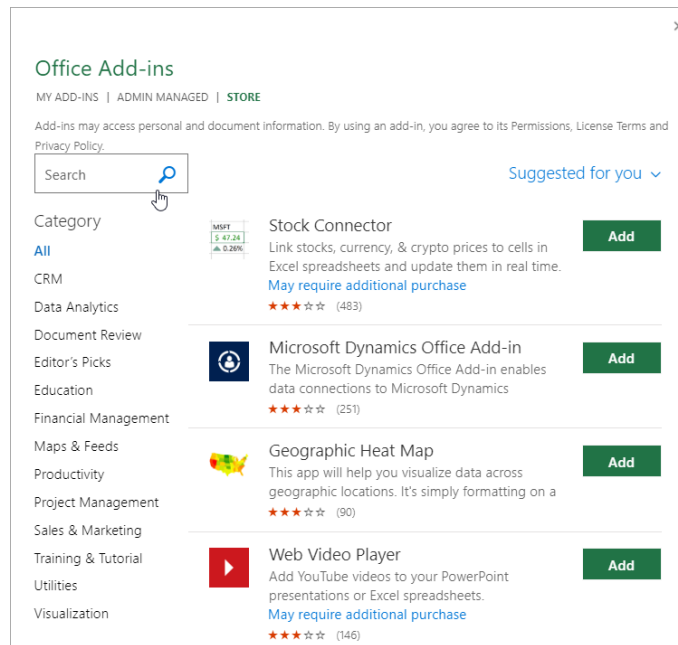 Office Add-ins
MY ADD-INS | ADMIN MANAGED | STORE
Add-ins may access personal and document information. By using an add-in, you agree to its Permissions, License Terms and
Privacy Policy.
Search
Suggested for you
Category
All
CRM
Data Analytics
Document Review
Editor's Picks
Education
Financial Management
Maps & Feeds
Productivity
Project Management
Sales & Marketing
Training & Tutorial
Utilities
Visualization
MSFT
$ 47.24
0.26%
Stock Connector
Link stocks, currency, & crypto prices to cells in
Excel spreadsheets and update them in real time.
May require additional purchase
(483)
Add
Microsoft Dynamics Office Add-in
The Microsoft Dynamics Office Add-in enables
data connections to Microsoft Dynamics
(251)
Add
Geographic Heat Map
This app will help you visualize data across
geographic locations. It's simply formatting on a
(90)
Add
Web Video Player
Add YouTube videos to your PowerPoint
presentations or Excel spreadsheets.
May require additional purchase
(146)
Add